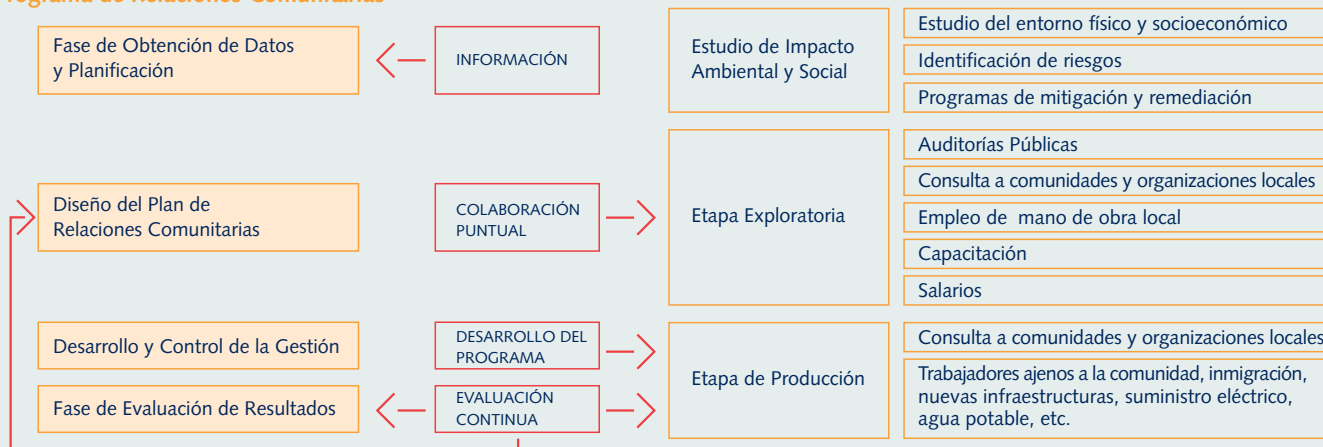 Programa de Relaciones Comunitarias
Fase de Obtención de Datos
y Planificación
INFORMACIÓN
Estudio de Impacto
Ambiental y Social
Estudio del entorno físico y socioeconómico
Identificación de riesgos
Programas de mitigación y remediación
Diseño del Plan de
Relaciones Comunitarias
COLABORACIÓN
PUNTUAL
Etapa Exploratoria
Auditorías Públicas
Consulta a comunidades y organizaciones locales
Empleo de mano de obra local
Capacitación
Salarios
Desarrollo y Control de la Gestión
DESARROLLO DEL
PROGRAMA
Fase de Evaluación de Resultados
EVALUACIÓN
CONTINUA
Etapa de Producción
Consulta a comunidades y organizaciones locales
Trabajadores ajenos a la comunidad, inmigración,
nuevas infraestructuras, suministro eléctrico,
agua potable, etc.